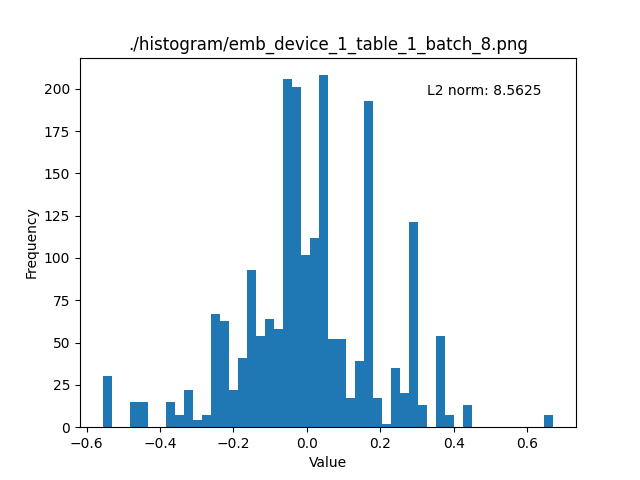 ./histogram/emb_device_1_table_1_batch_8.png
L2 norm: 8.5625
Frequency
200
175
150
125
100
75
50
25
0
−0.6 −0.4 −0.2 0.0 0.2 0.4 0.6
Value